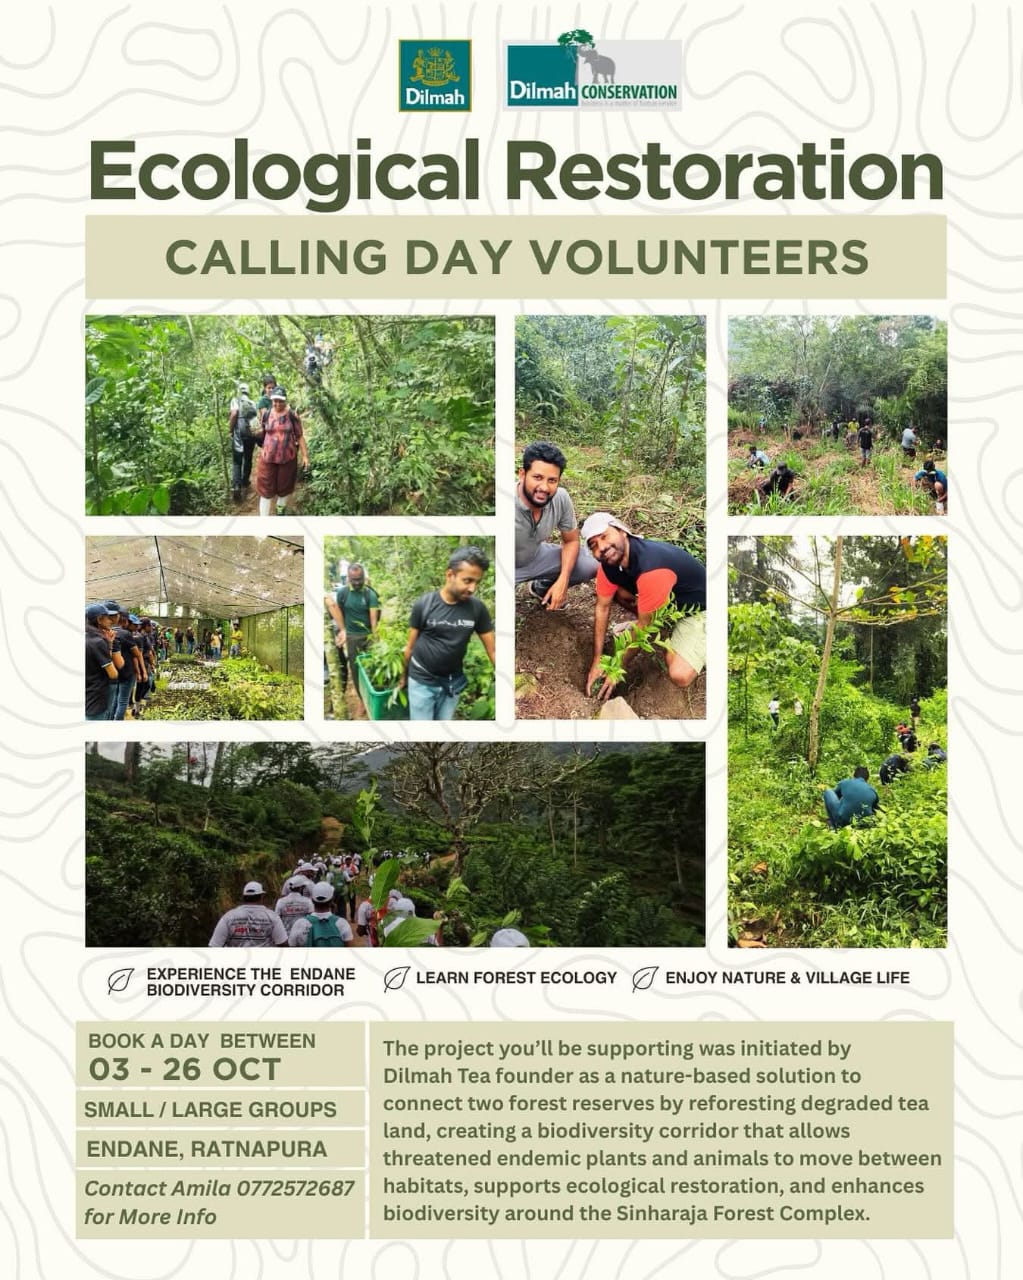 Dilmah
Dilmah CONSERVATION
Ecological Restoration
CALLING DAY VOLUNTEERS
EXPERIENCE THE ENDANE
BIODIVERSITY CORRIDOR
LEARN FOREST ECOLOGY
ENJOY NATURE & VILLAGE LIFE
BOOK A DAY BETWEEN
03 - 26 OCT
SMALL / LARGE GROUPS
ENDANE, RATNAPURA
Contact Amila 0772572687
for More Info
The project you’ll be supporting was initiated by
Dilmah Tea founder as a nature-based solution to
connect two forest reserves by reforesting degraded tea
land, creating a biodiversity corridor that allows
threatened endemic plants and animals to move between
habitats, supports ecological restoration, and enhances
biodiversity around the Sinharaja Forest Complex.